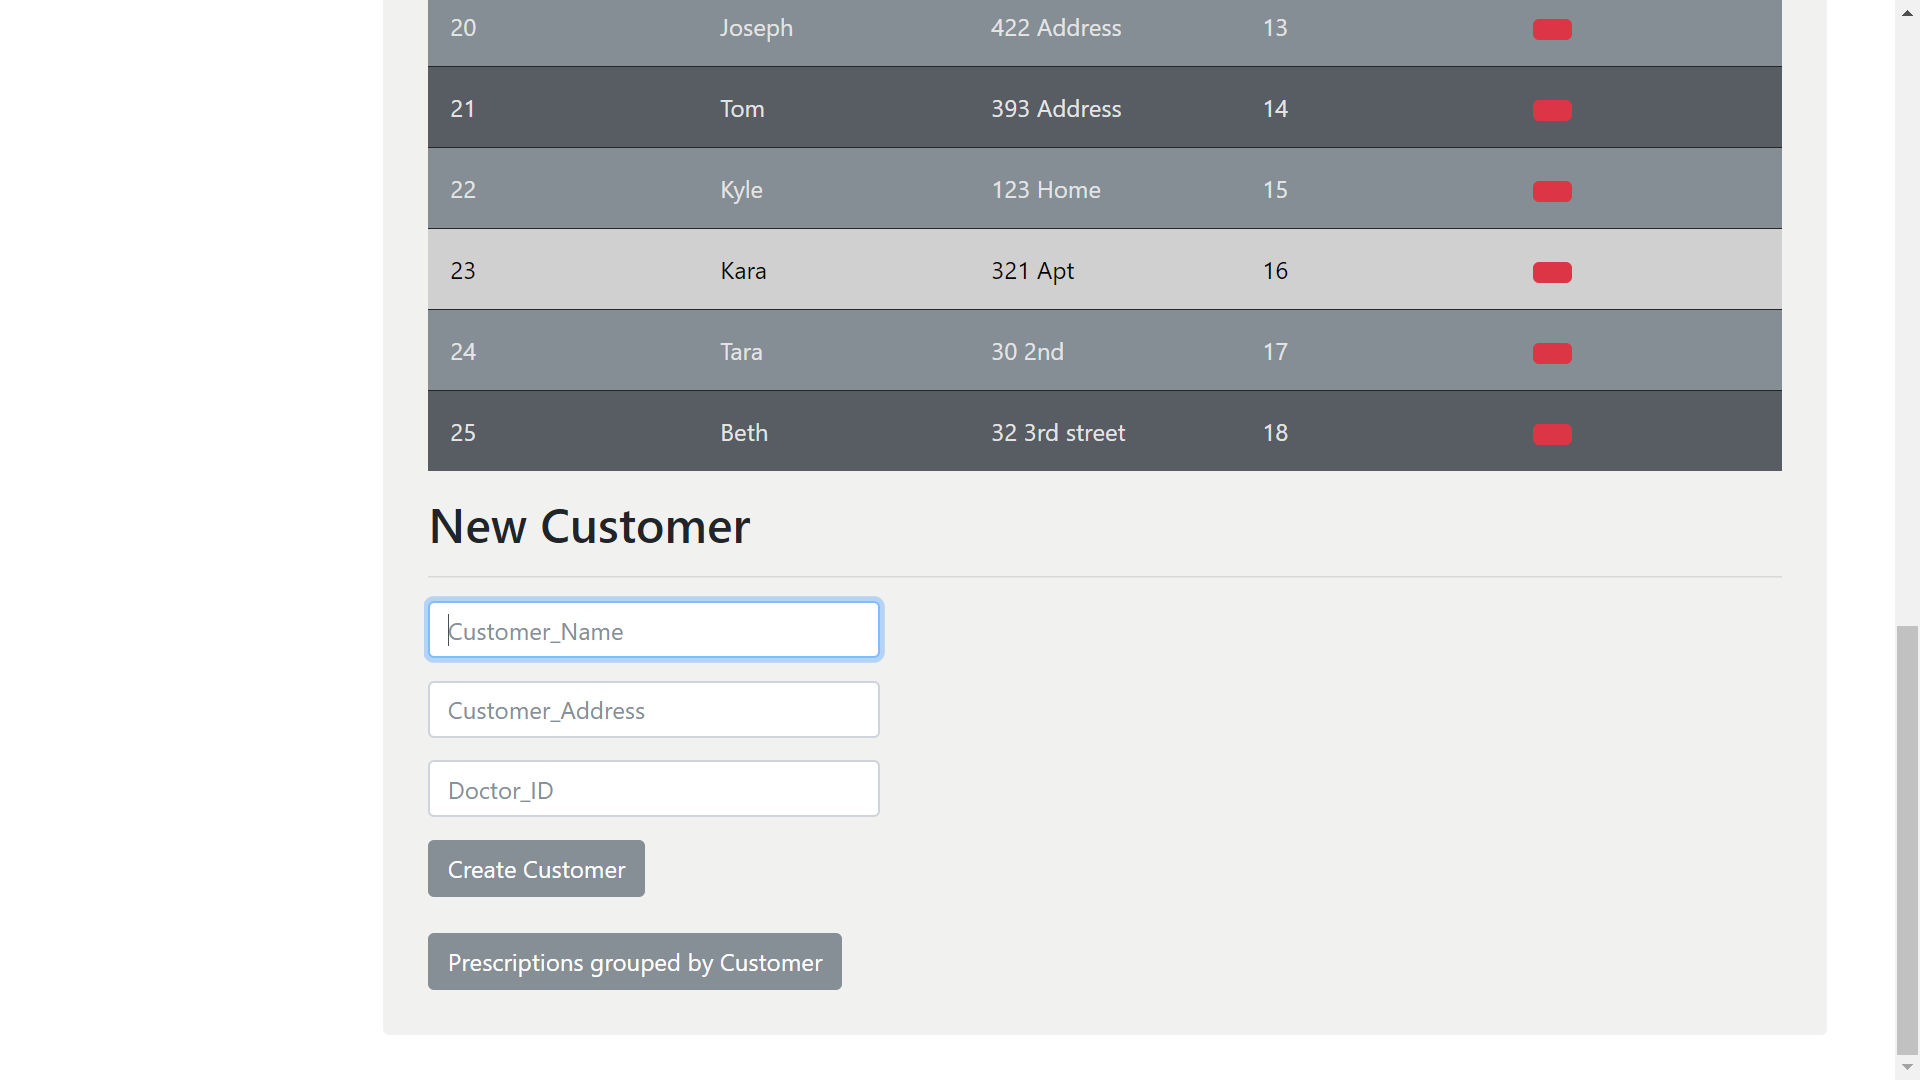 20 Joseph 422 Address 13
21 Tom 393 Address 14
22 Kyle 123 Home 15
23 Kara 321 Apt 16
24 Tara 30 2nd 17
25 Beth 32 3rd street 18
New Customer
Customer_Name
Customer_Address
Doctor_ID
Create Customer
Prescriptions grouped by Customer